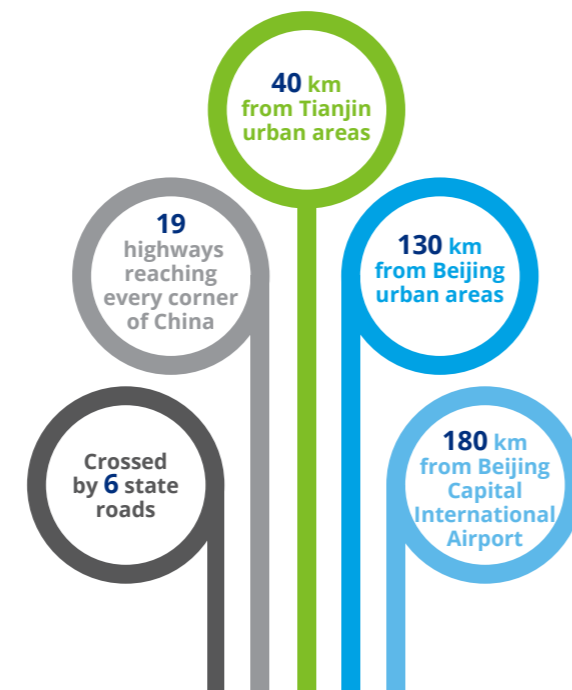 40 km
from Tianjin
urban areas
19
highways
reaching
every corner
of China
130 km
from Beijing
urban areas
Crossed
by 6 state
roads
180 km
from Beijing
Capital
International
Airport